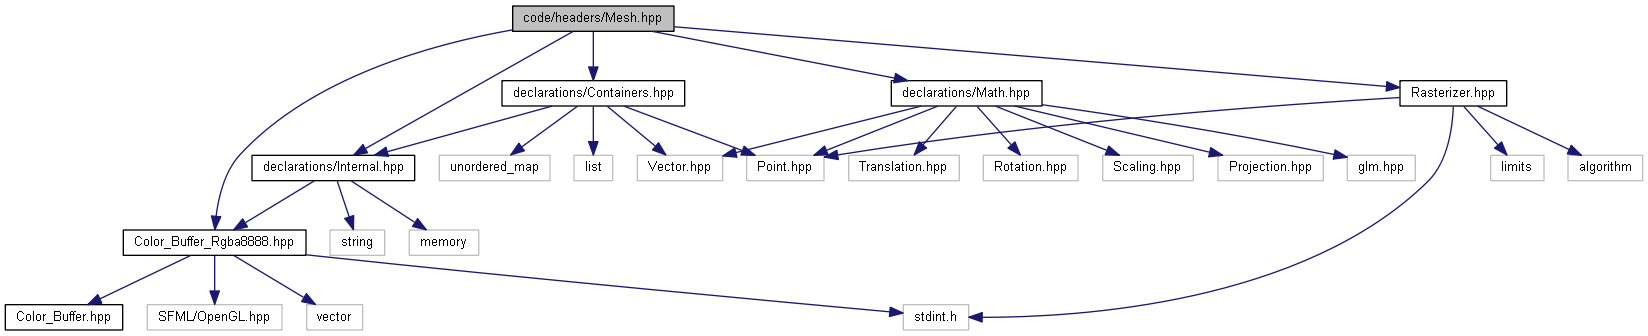 code/headers/Mesh.hpp
declarations/Containers.hpp
declarations/Math.hpp
Rasterizer.hpp
declarations/Internal.hpp
unordered_map
list
Vector.hpp
Point.hpp
Translation.hpp
Rotation.hpp
Scaling.hpp
Projection.hpp
glm.hpp
limits
algorithm
Color_Buffer_Rgba8888.hpp
string
memory
Color_Buffer.hpp
SFML/OpenGL.hpp
vector
stdint.h